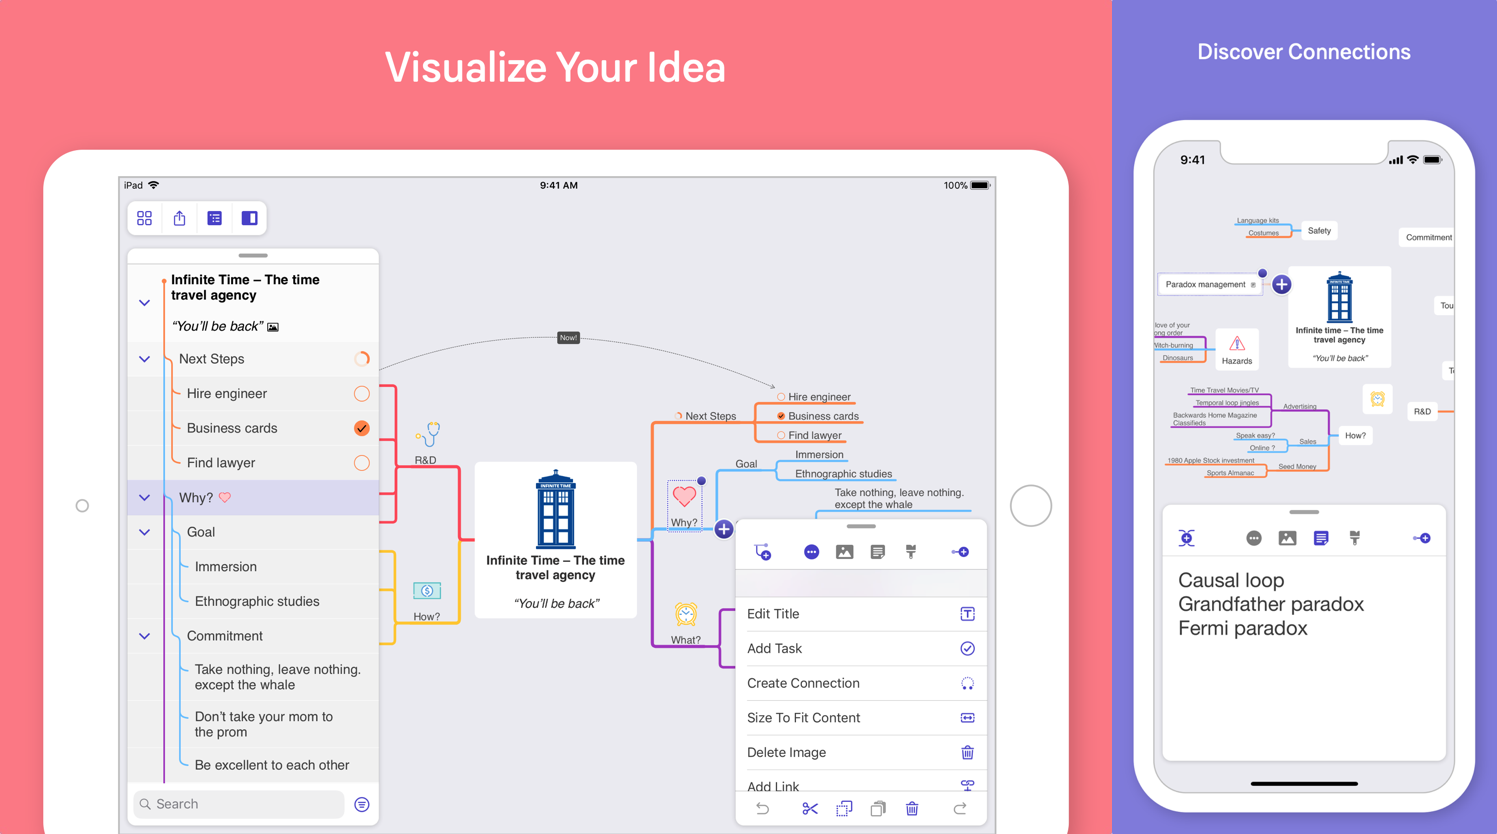 Visualize Your Idea
iPad
9:41 AM
100%
Infinite Time – The time
travel agency
“You’ll be back”
Next Steps
Hire engineer
Business cards
Find lawyer
Why?
Goal
Immersion
Ethnographic studies
Commitment
Take nothing, leave nothing.
except the whale
Don’t take your mom to
the prom
Be excellent to each other
Search
Now!
R&D
How?
INFINITE TIME
Infinite Time – The time
travel agency
“You’ll be back”
Next Steps
Hire engineer
Business cards
Find lawyer
Goal
Immersion
Ethnographic studies
Take nothing, leave nothing.
except the whale
Why?
What?
Edit Title
Add Task
Create Connection
Size To Fit Content
Delete Image
Add Link
Discover Connections
9:41
Language kits
Costumes
Safety
Commitment
Paradox management
Tou
love of your
ong order
Witch-burning
Dinosaurs
Hazards
Infinite time – The time
travel agency
“You’ll be back”
Time Travel Movies/TV
Temporal loop jingles
Backwards Home Magazine
Classifieds
Advertising
Speak easy?
Online ?
Sales
1980 Apple Stock investment
Sports Almanac
Seed Money
How?
R&D
Causal loop
Grandfather paradox
Fermi paradox